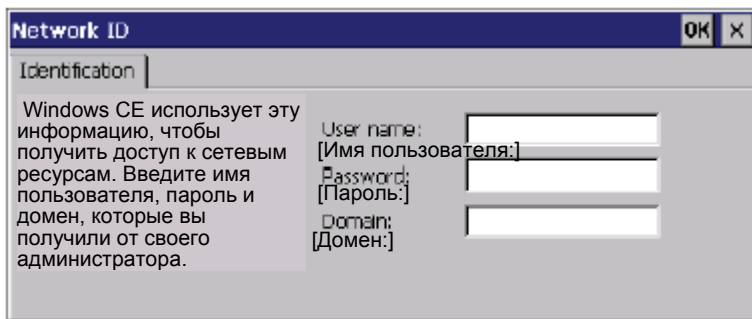 Network ID
OK ×
Identification
Windows CE использует эту
информацию, чтобы
получить доступ к сетевым
ресурсам. Введите имя
пользователя, пароль и
домен, которые вы
получили от своего
администратора.
User name:
[Имя пользователя:]
Password:
[Пароль:]
Domain:
[Домен:]